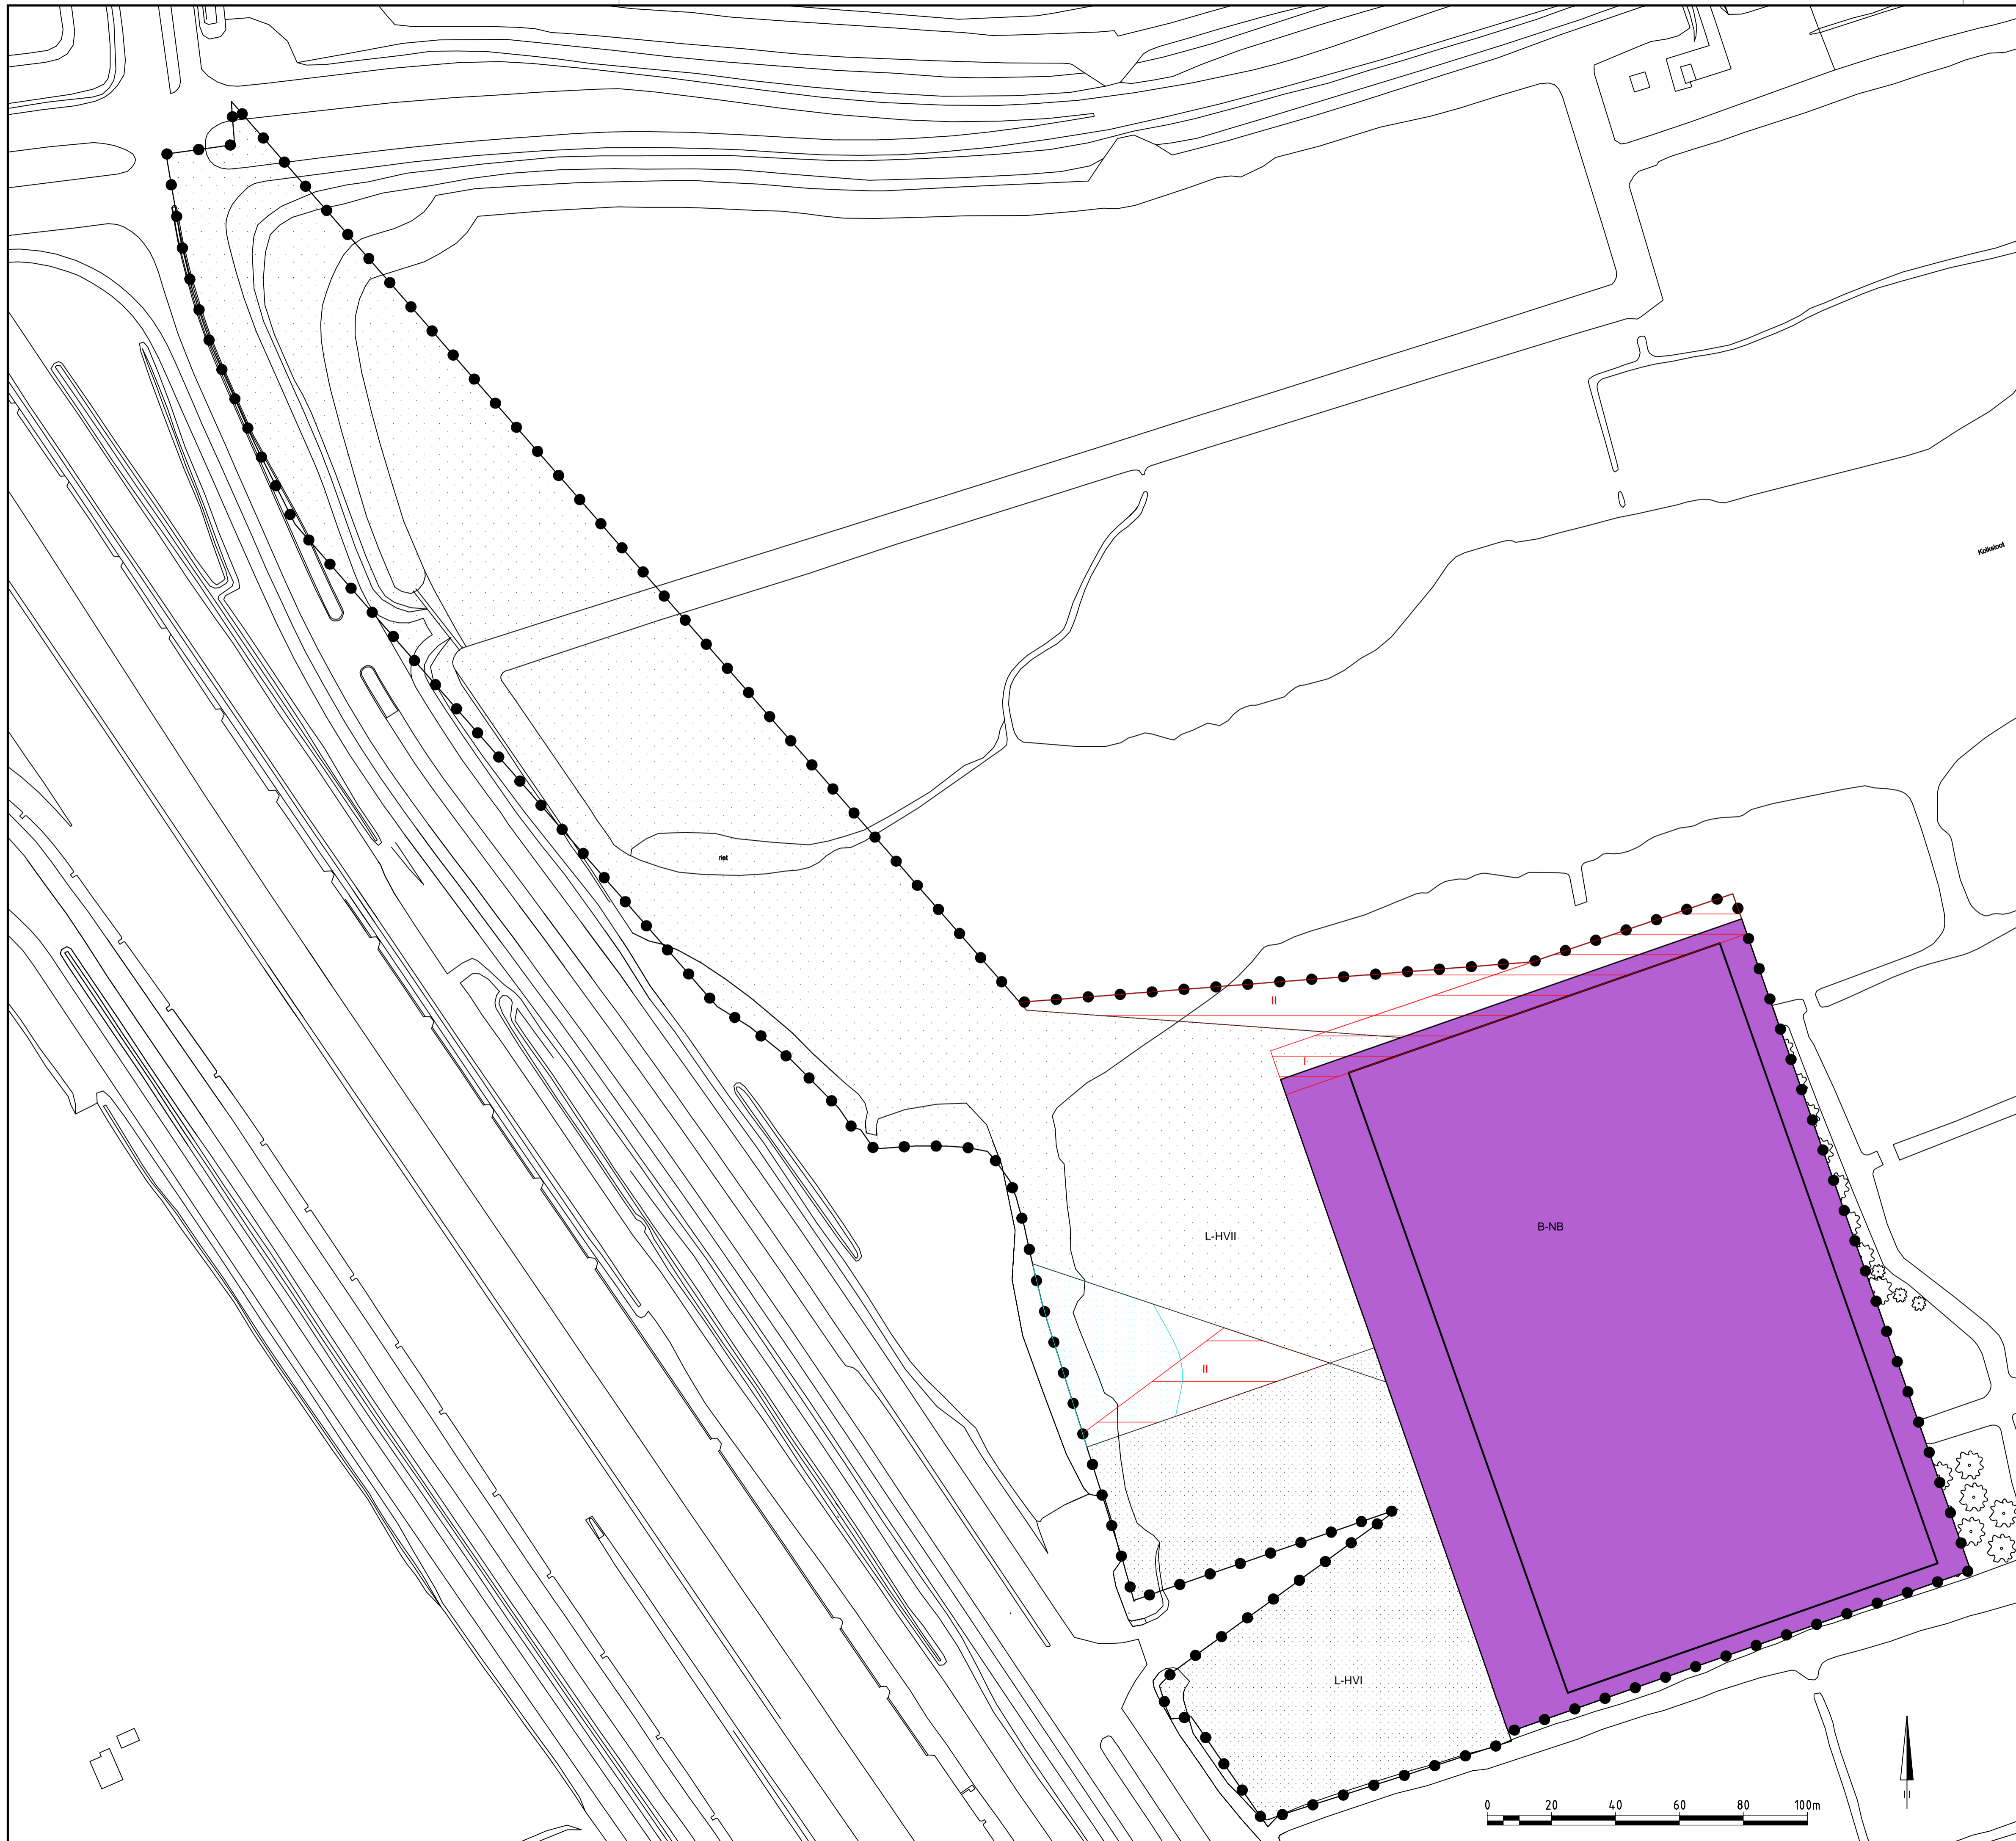 Kolksloot
riet
II
I
L-HVII
B-NB
II
L-HVI
0 20 40 60 80 100m